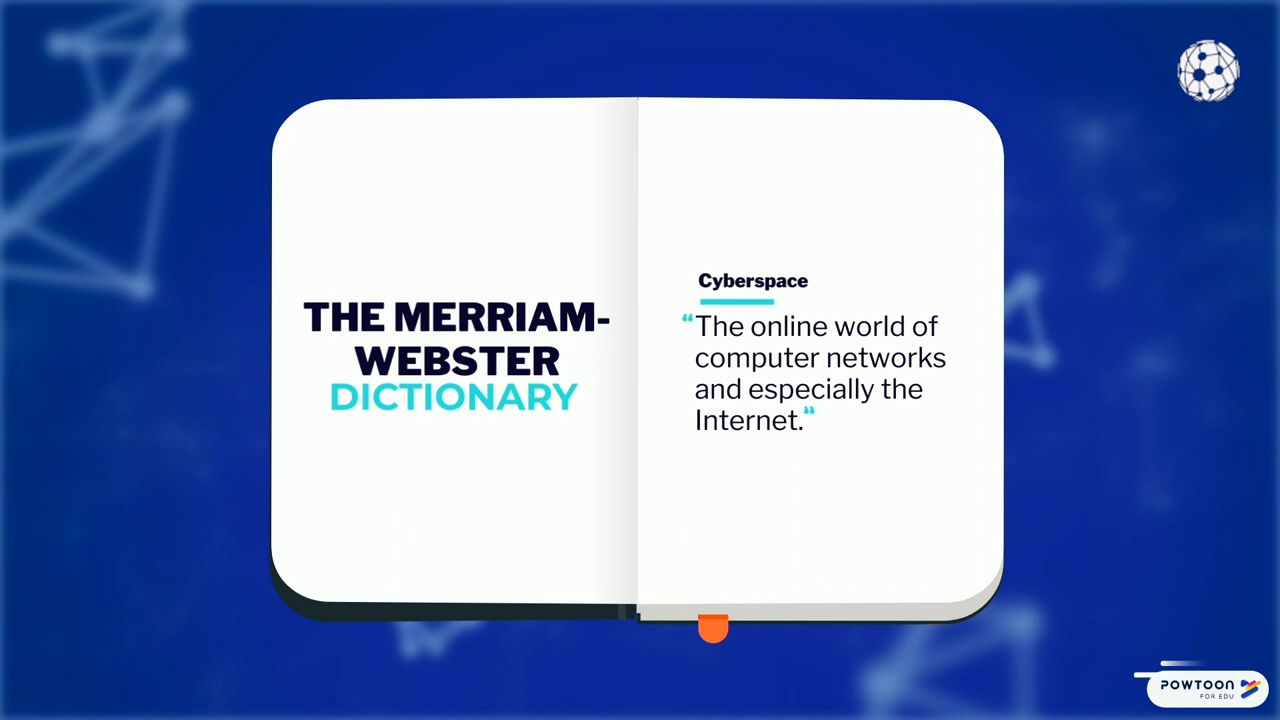 THE MERRIAM-
WEBSTER
DICTIONARY
Cyberspace
“The online world of
computer networks
and especially the
Internet.”
POWTOON
FOR EDU